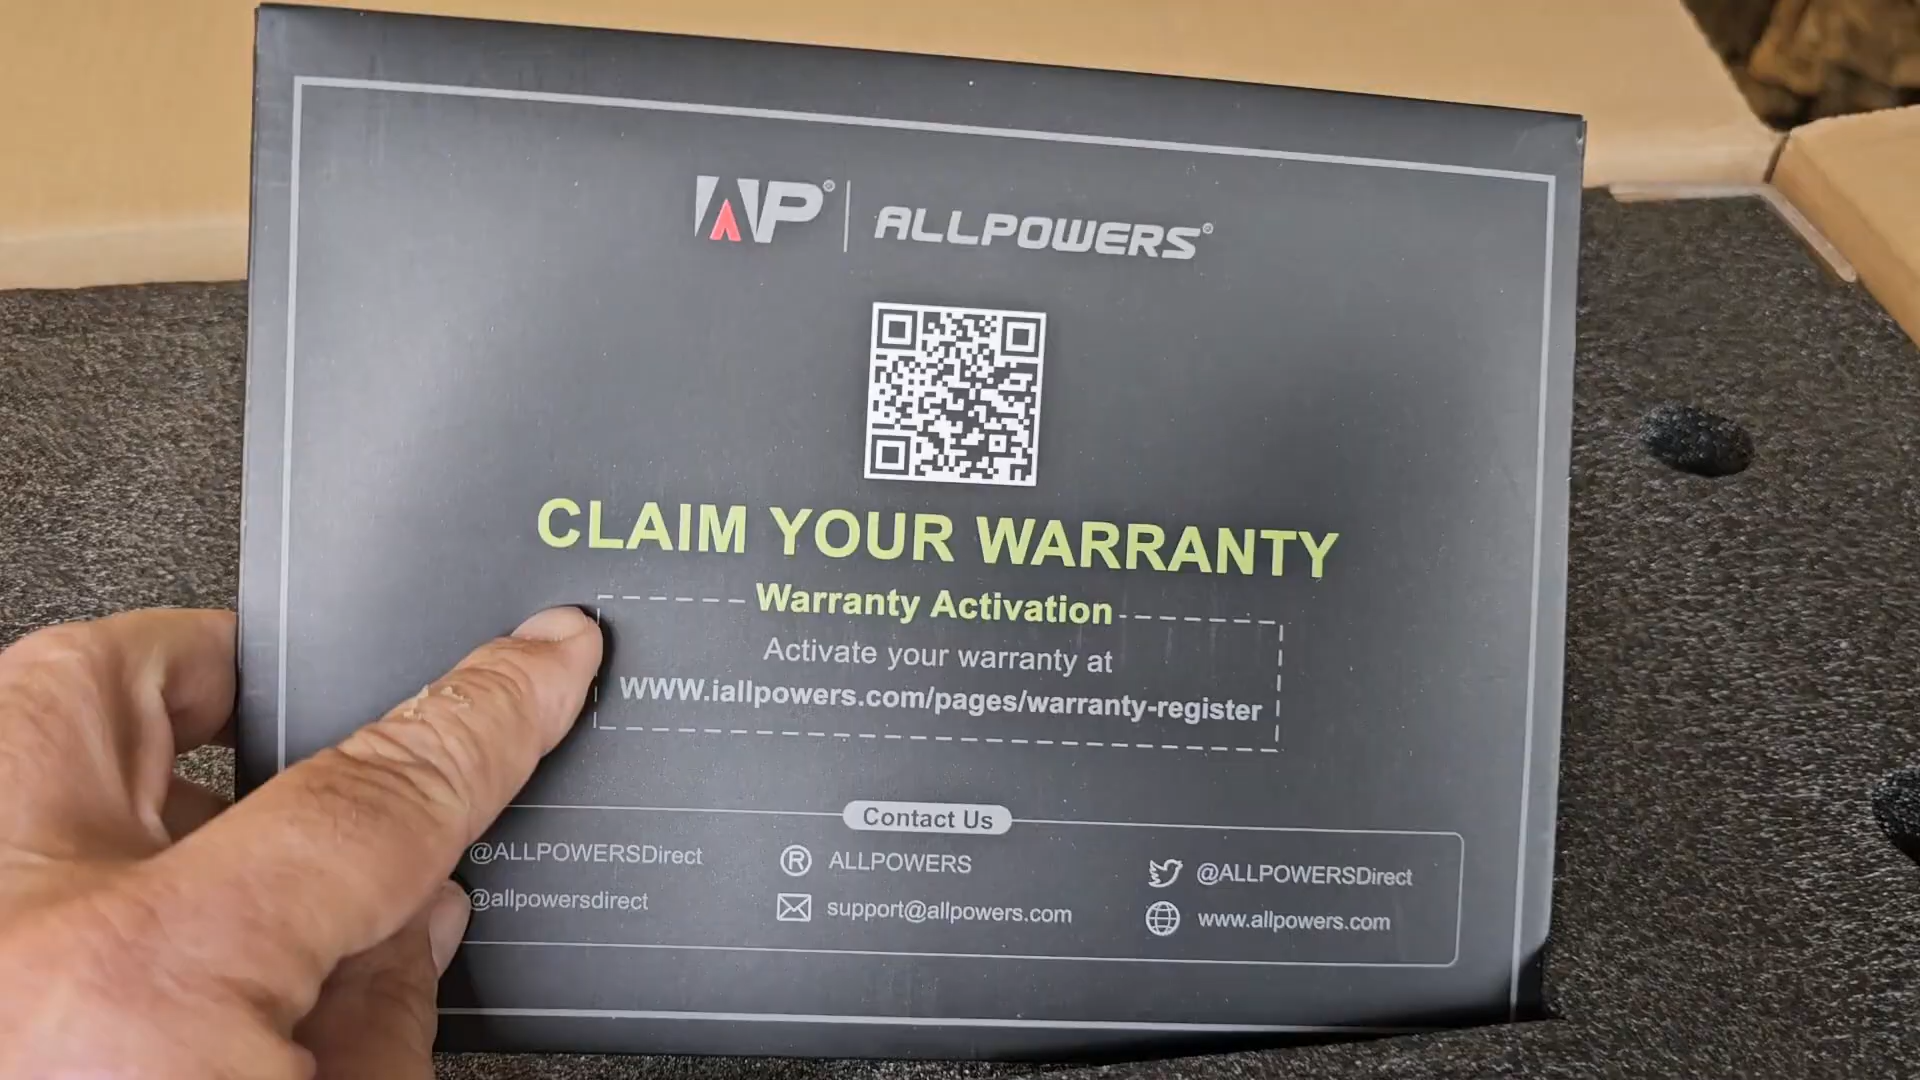 AP® | ALLPOWERS®
CLAIM YOUR WARRANTY
Warranty Activation
Activate your warranty at
WWW.iallpowers.com/pages/warranty-register
Contact Us
@ALLPOWERSDirect
® ALLPOWERS
@ALLPOWERSDirect
@allpowersdirect
support@allpowers.com
www.allpowers.com